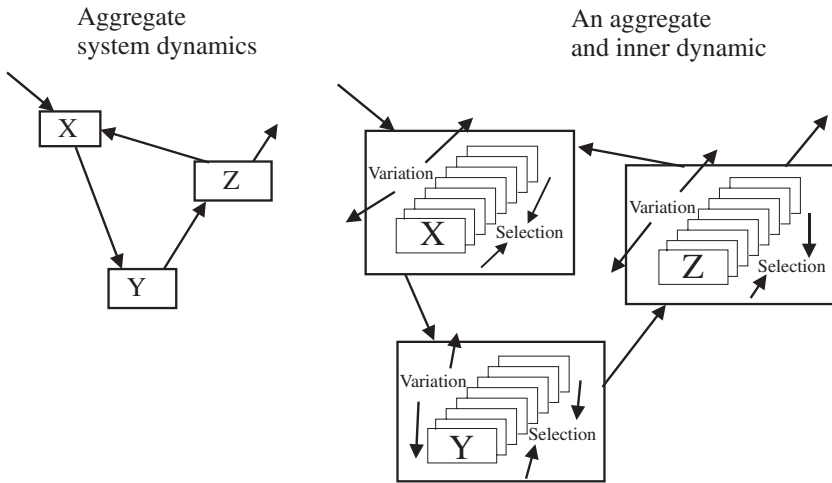 Aggregate
system dynamics
An aggregate
and inner dynamic
X
Z
Y
Variation
X
Selection
Variation
Z
Selection
Variation
Y
Selection